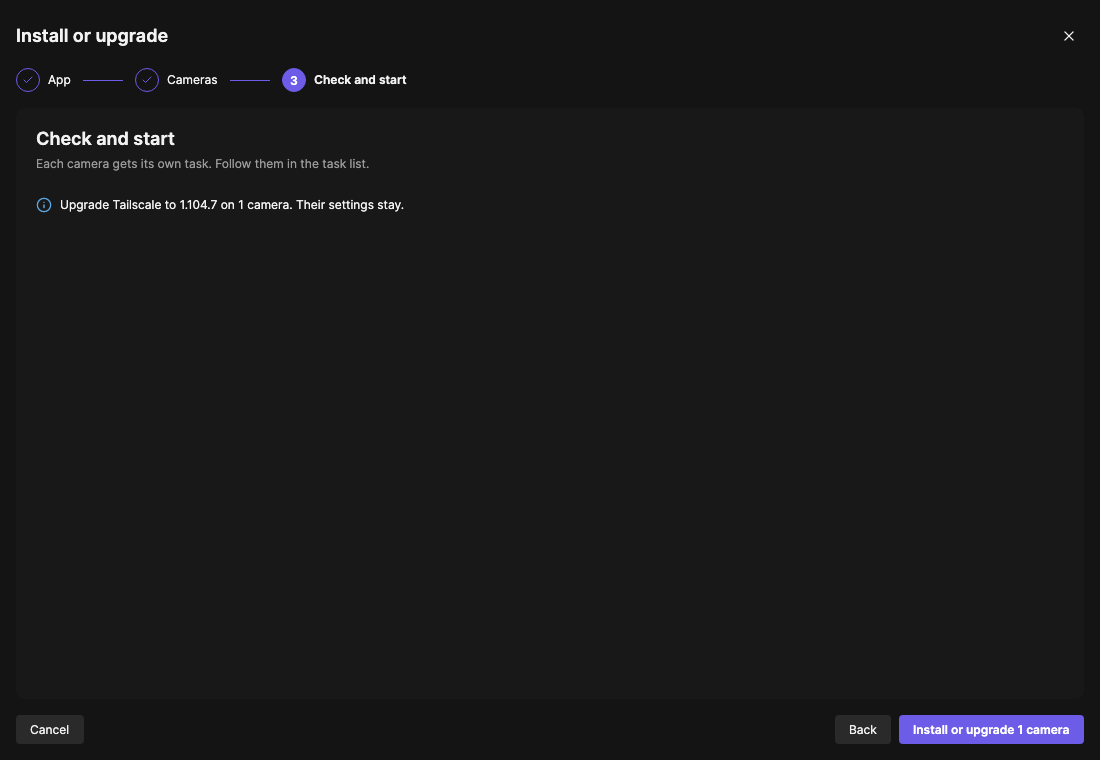 Install or upgrade
App
Cameras
3
Check and start
Check and start
Each camera gets its own task. Follow them in the task list.
Upgrade Tailscale to 1.104.7 on 1 camera. Their settings stay.
Cancel
Back
Install or upgrade 1 camera